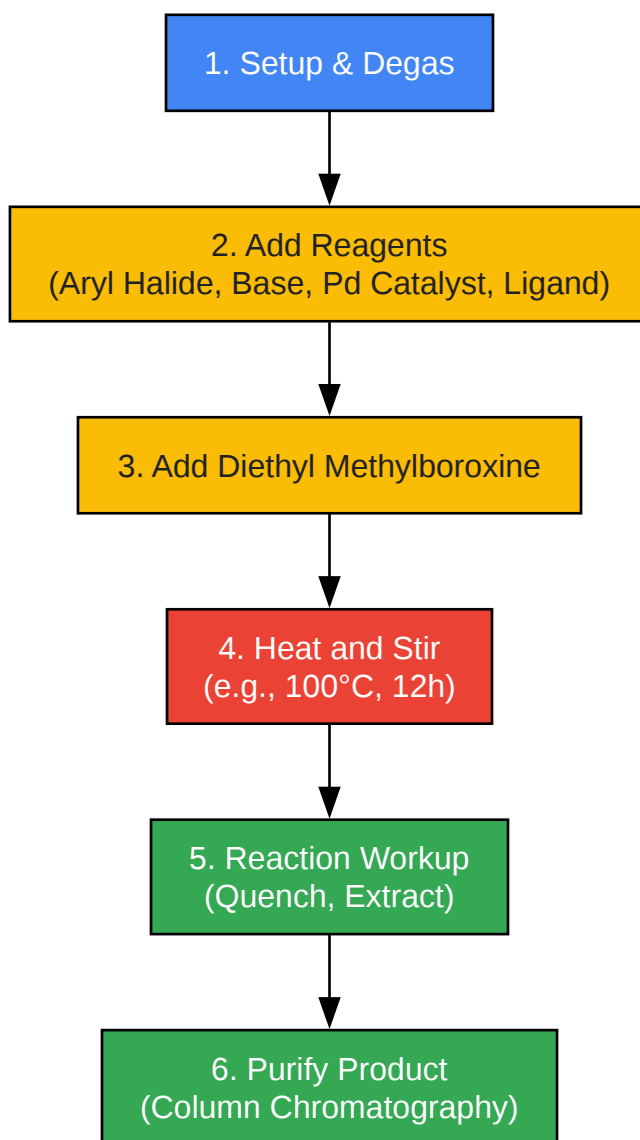 1. Setup & Degas
2. Add Reagents
(Aryl Halide, Base, Pd Catalyst, Ligand)
3. Add Diethyl Methylboroxine
4. Heat and Stir
(e.g., 100°C, 12h)
5. Reaction Workup
(Quench, Extract)
6. Purify Product
(Column Chromatography)